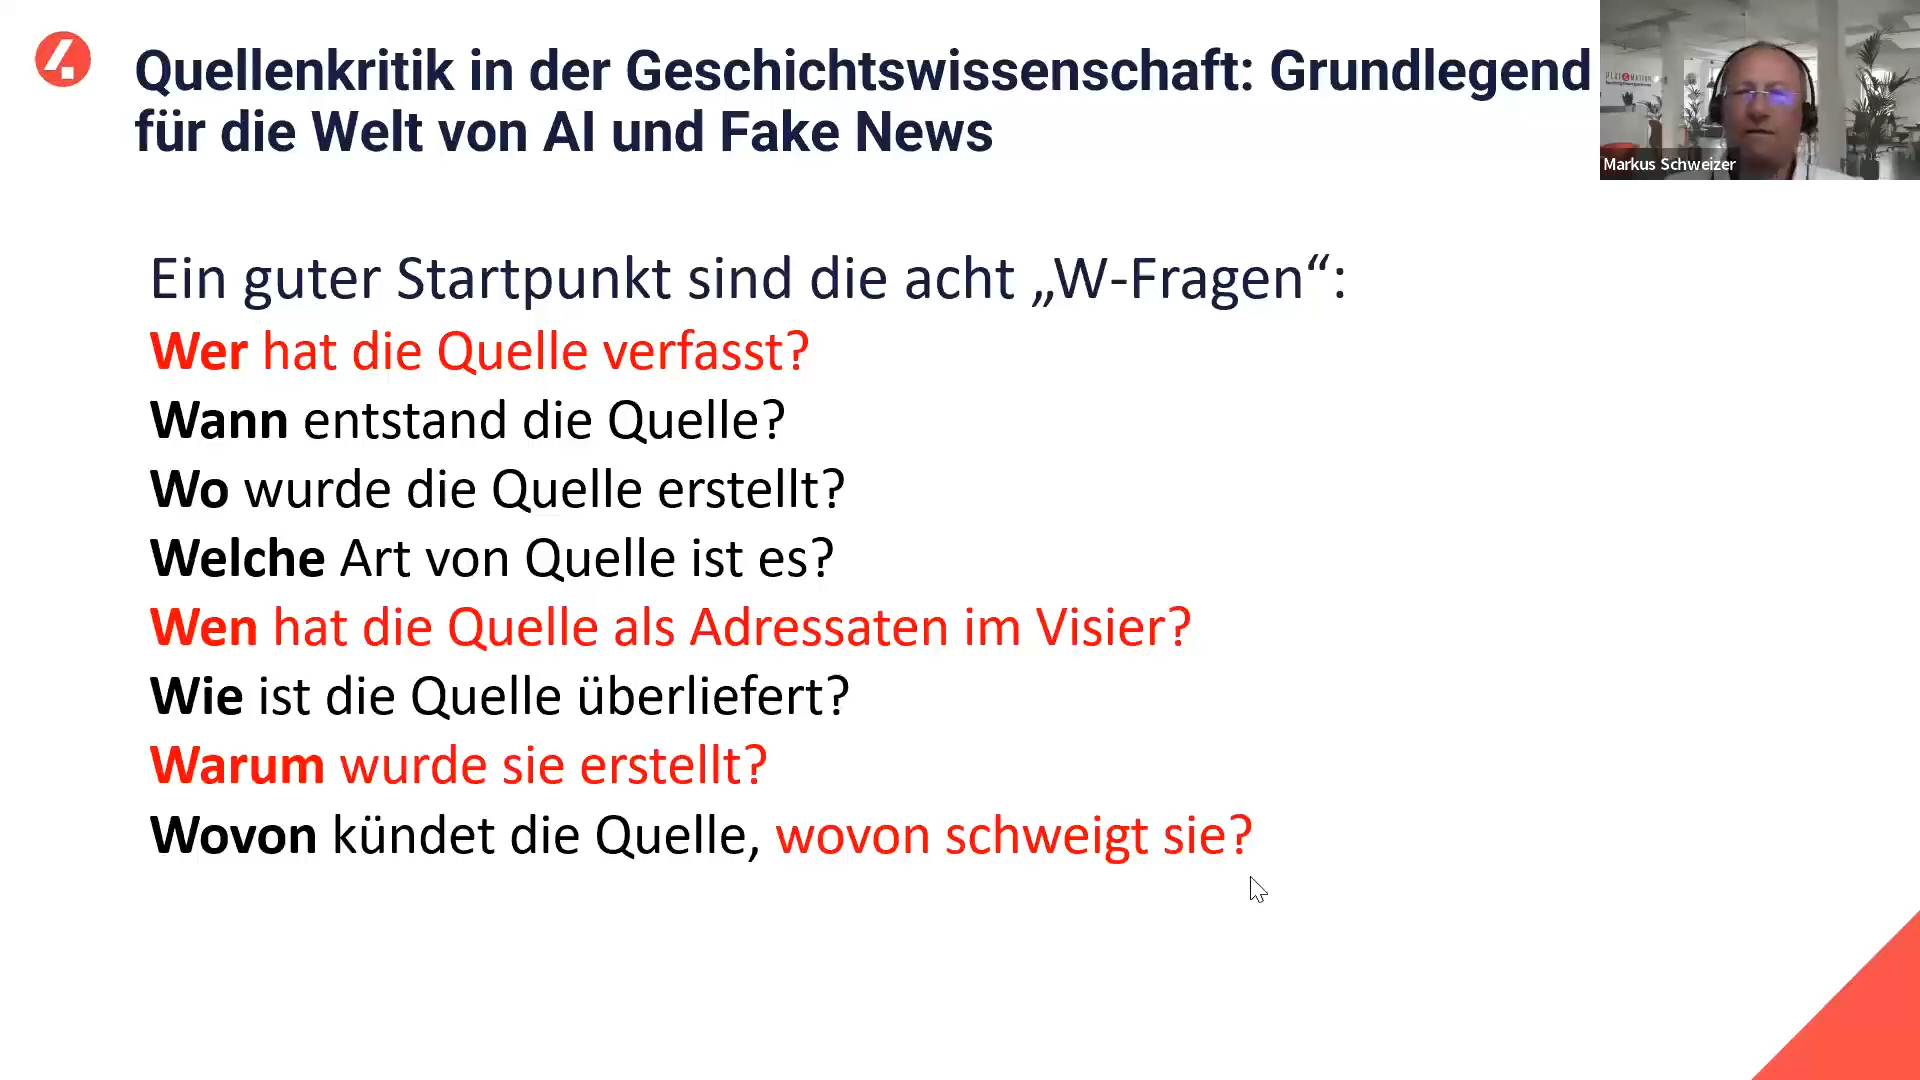 Quellenkritik in der Geschichtswissenschaft: Grundlegend
für die Welt von AI und Fake News
Markus Schweizer
Ein guter Startpunkt sind die acht „W-Fragen“:
Wer hat die Quelle verfasst?
Wann entstand die Quelle?
Wo wurde die Quelle erstellt?
Welche Art von Quelle ist es?
Wen hat die Quelle als Adressaten im Visier?
Wie ist die Quelle überliefert?
Warum wurde sie erstellt?
Wovon kündet die Quelle, wovon schweigt sie?